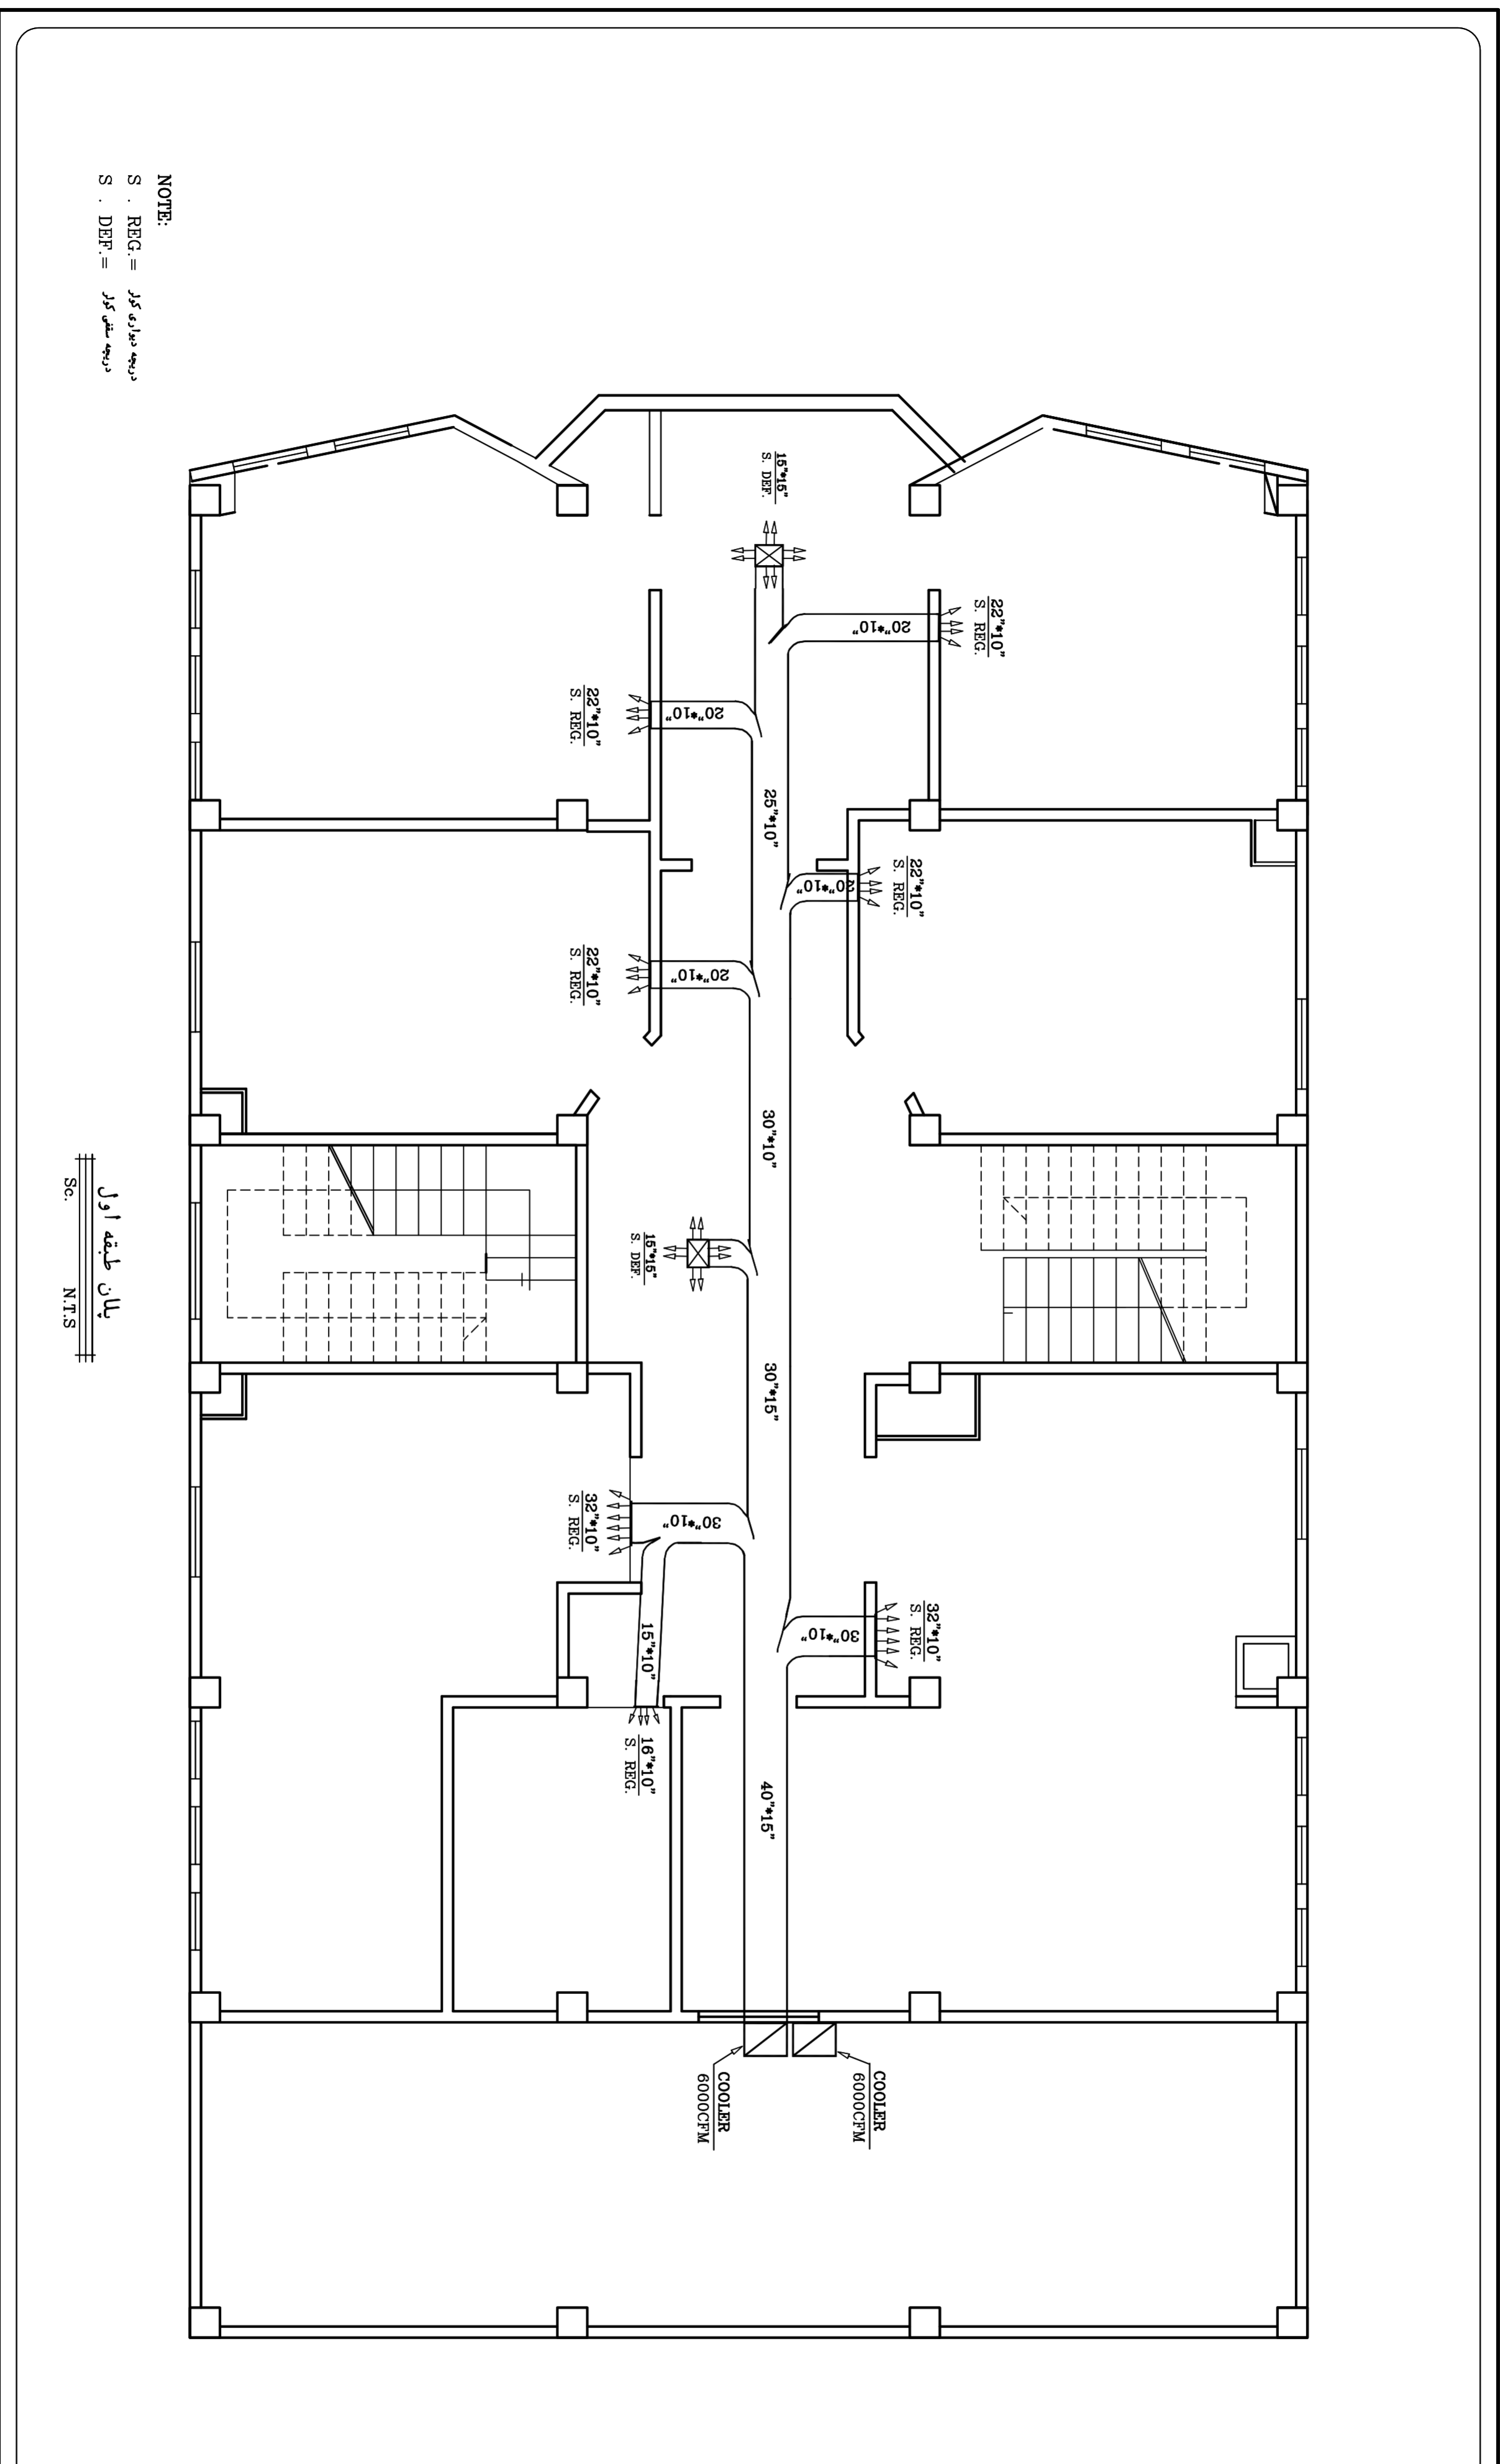 NOTE:
S . REG.= دریچه دیواری کولر
S . DEF.= دریچه سقفی کولر
15"*15"
S. DEF.
22"*10"
S. REG.
20"*10"
22"*10"
S. REG.
20"*10"
25"*10"
22"*10"
S. REG.
20"*10"
22"*10"
S. REG.
20"*10"
30"*10"
15"*15"
S. DEF.
30"*15"
32"*10"
S. REG.
30"*10"
32"*10"
S. REG.
30"*10"
15"*10"
16"*10"
S. REG.
40"*15"
COOLER
6000CFM
COOLER
6000CFM
پلان طبقه اول
Sc. N.T.S